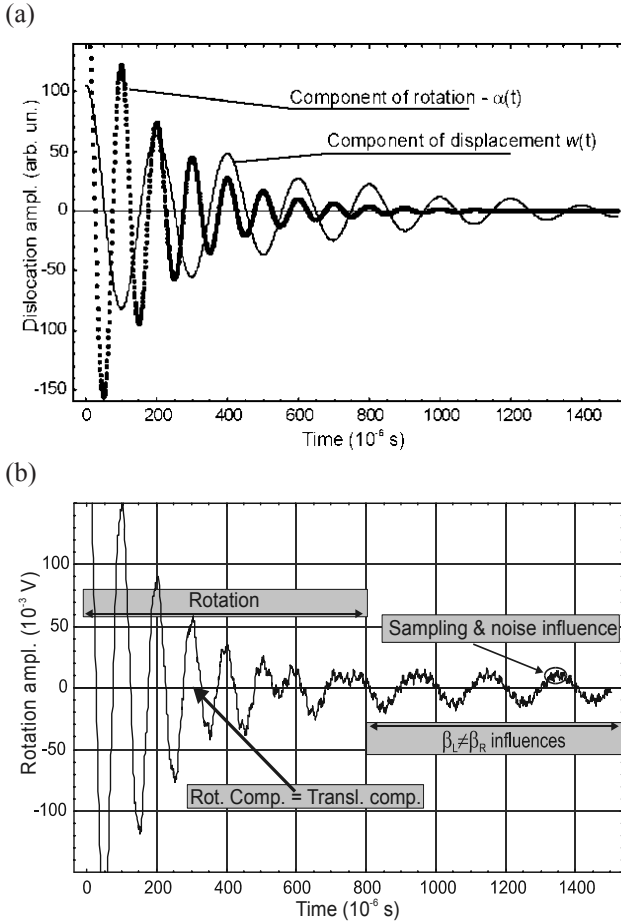 (a)
Dislocation ampl. (arb. un.)
100
50
0
-50
-100
-150
Component of rotation - α(t)
Component of displacement w(t)
0 200 400 600 800 1000 1200 1400
Time (10⁻⁶ s)
(b)
Rotation ampl. (10⁻³ V)
100
50
0
-50
-100
Rotation
Sampling & noise influence
β_L≠β_R influences
Rot. Comp. = Transl. comp.
0 200 400 600 800 1000 1200 1400
Time (10⁻⁶ s)